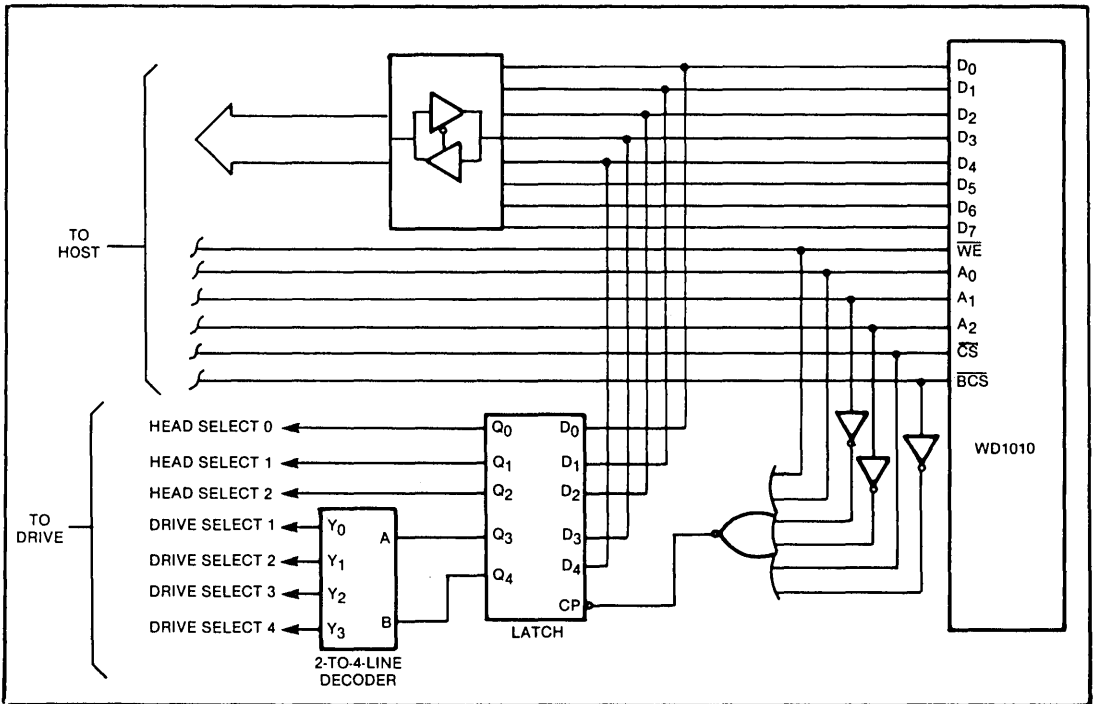 D0
D1
D2
D3
D4
D5
D6
D7
TO
HOST
W̅E̅
A0
A1
A2
C̅S̅
B̅C̅S̅
WD1010
HEAD SELECT 0
HEAD SELECT 1
HEAD SELECT 2
TO
DRIVE
DRIVE SELECT 1
DRIVE SELECT 2
DRIVE SELECT 3
DRIVE SELECT 4
Y0
Y1
Y2
Y3
A
B
2-TO-4-LINE
DECODER
Q0
Q1
Q2
Q3
Q4
D0
D1
D2
D3
D4
CP
LATCH